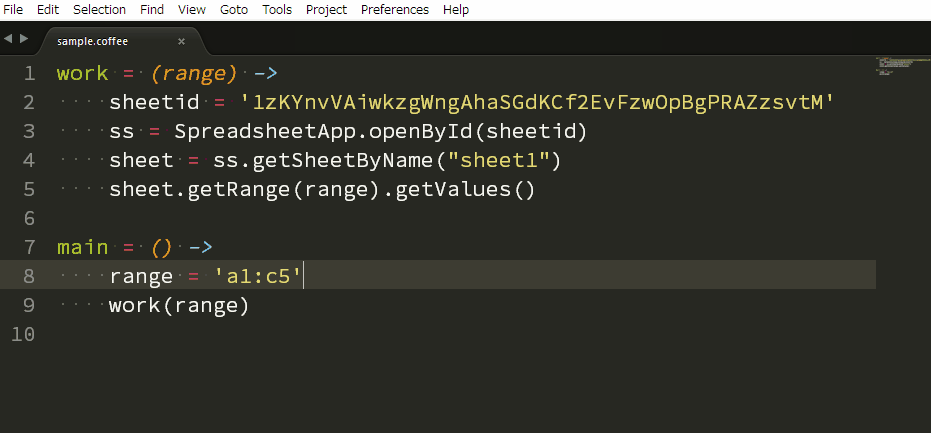 File Edit Selection Find View Goto Tools Project Preferences Help
sample.coffee ×
1 work = (range) ->
2 sheetid = '1zKYnvVAiwkzgWngAhaSGdKCf2EvFzwOpBgPRAZzsvtM'
3 ss = SpreadsheetApp.openById(sheetid)
4 sheet = ss.getSheetByName("sheet1")
5 sheet.getRange(range).getValues()
6
7 main = () ->
8 range = 'a1:c5'
9 work(range)
10